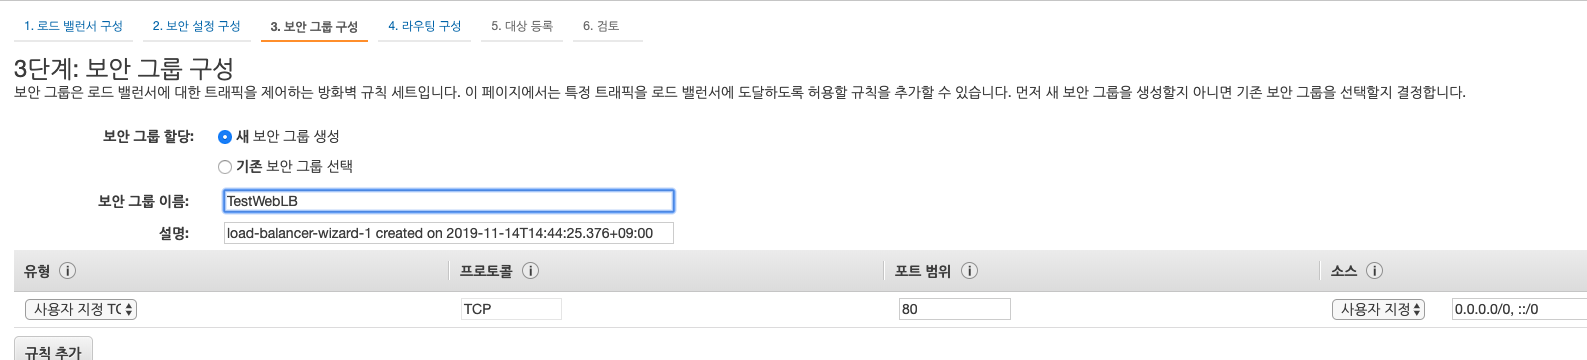 1. 로드 밸런서 구성 2. 보안 설정 구성 3. 보안 그룹 구성 4. 라우팅 구성 5. 대상 등록 6. 검토
3단계: 보안 그룹 구성
보안 그룹은 로드 밸런서에 대한 트래픽을 제어하는 방화벽 규칙 세트입니다. 이 페이지에서는 특정 트래픽을 로드 밸런서에 도달하도록 허용할 규칙을 추가할 수 있습니다. 먼저 새 보안 그룹을 생성할지 아니면 기존 보안 그룹을 선택할지 결정합니다.
보안 그룹 할당: 새 보안 그룹 생성
기존 보안 그룹 선택
보안 그룹 이름: TestWebLB
설명: load-balancer-wizard-1 created on 2019-11-14T14:44:25.376+09:00
유형 i 프로토콜 i 포트 범위 i 소스 i
사용자 지정 TC TCP 80 사용자 지정 0.0.0.0/0, ::/0
규칙 추가